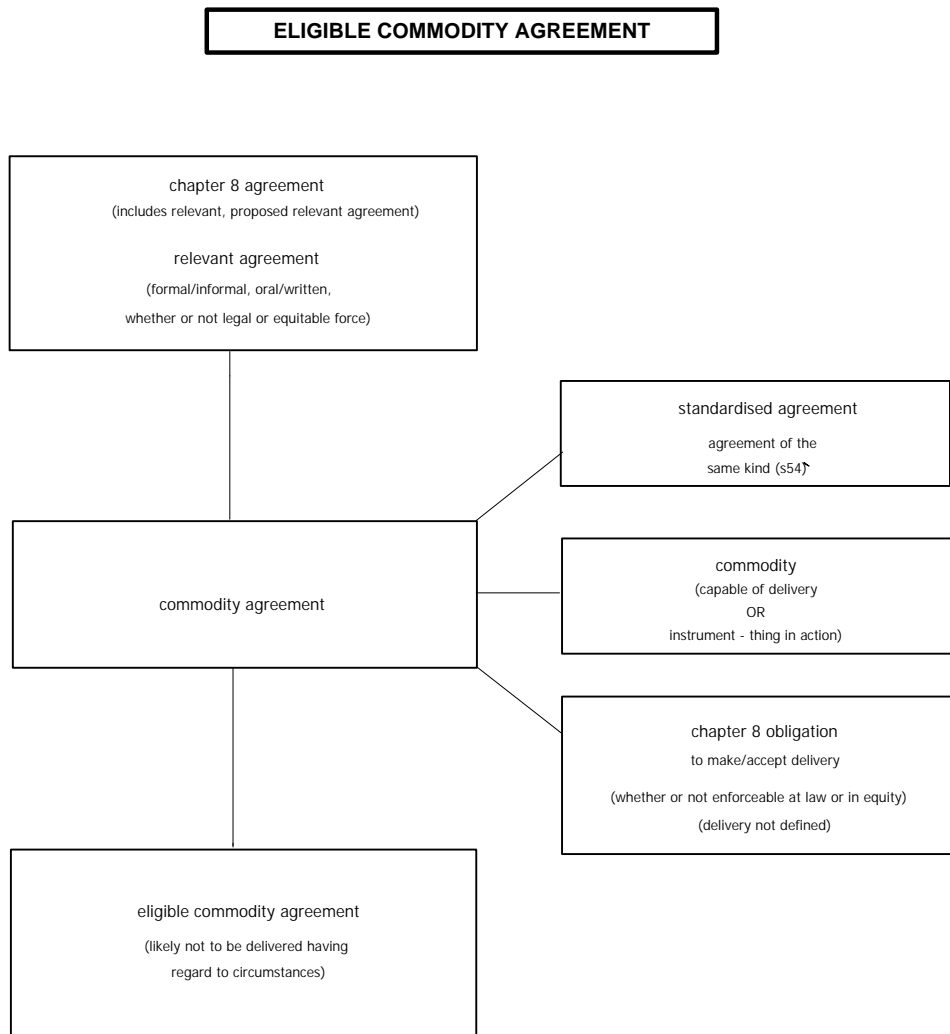 ELIGIBLE COMMODITY AGREEMENT
chapter 8 agreement
(includes relevant, proposed relevant agreement)
relevant agreement
(formal/informal, oral/written,
whether or not legal or equitable force)
standardised agreement
agreement of the
same kind (s54)
commodity agreement
commodity
(capable of delivery
OR
instrument - thing in action)
chapter 8 obligation
to make/accept delivery
(whether or not enforceable at law or in equity)
(delivery not defined)
eligible commodity agreement
(likely not to be delivered having
regard to circumstances)